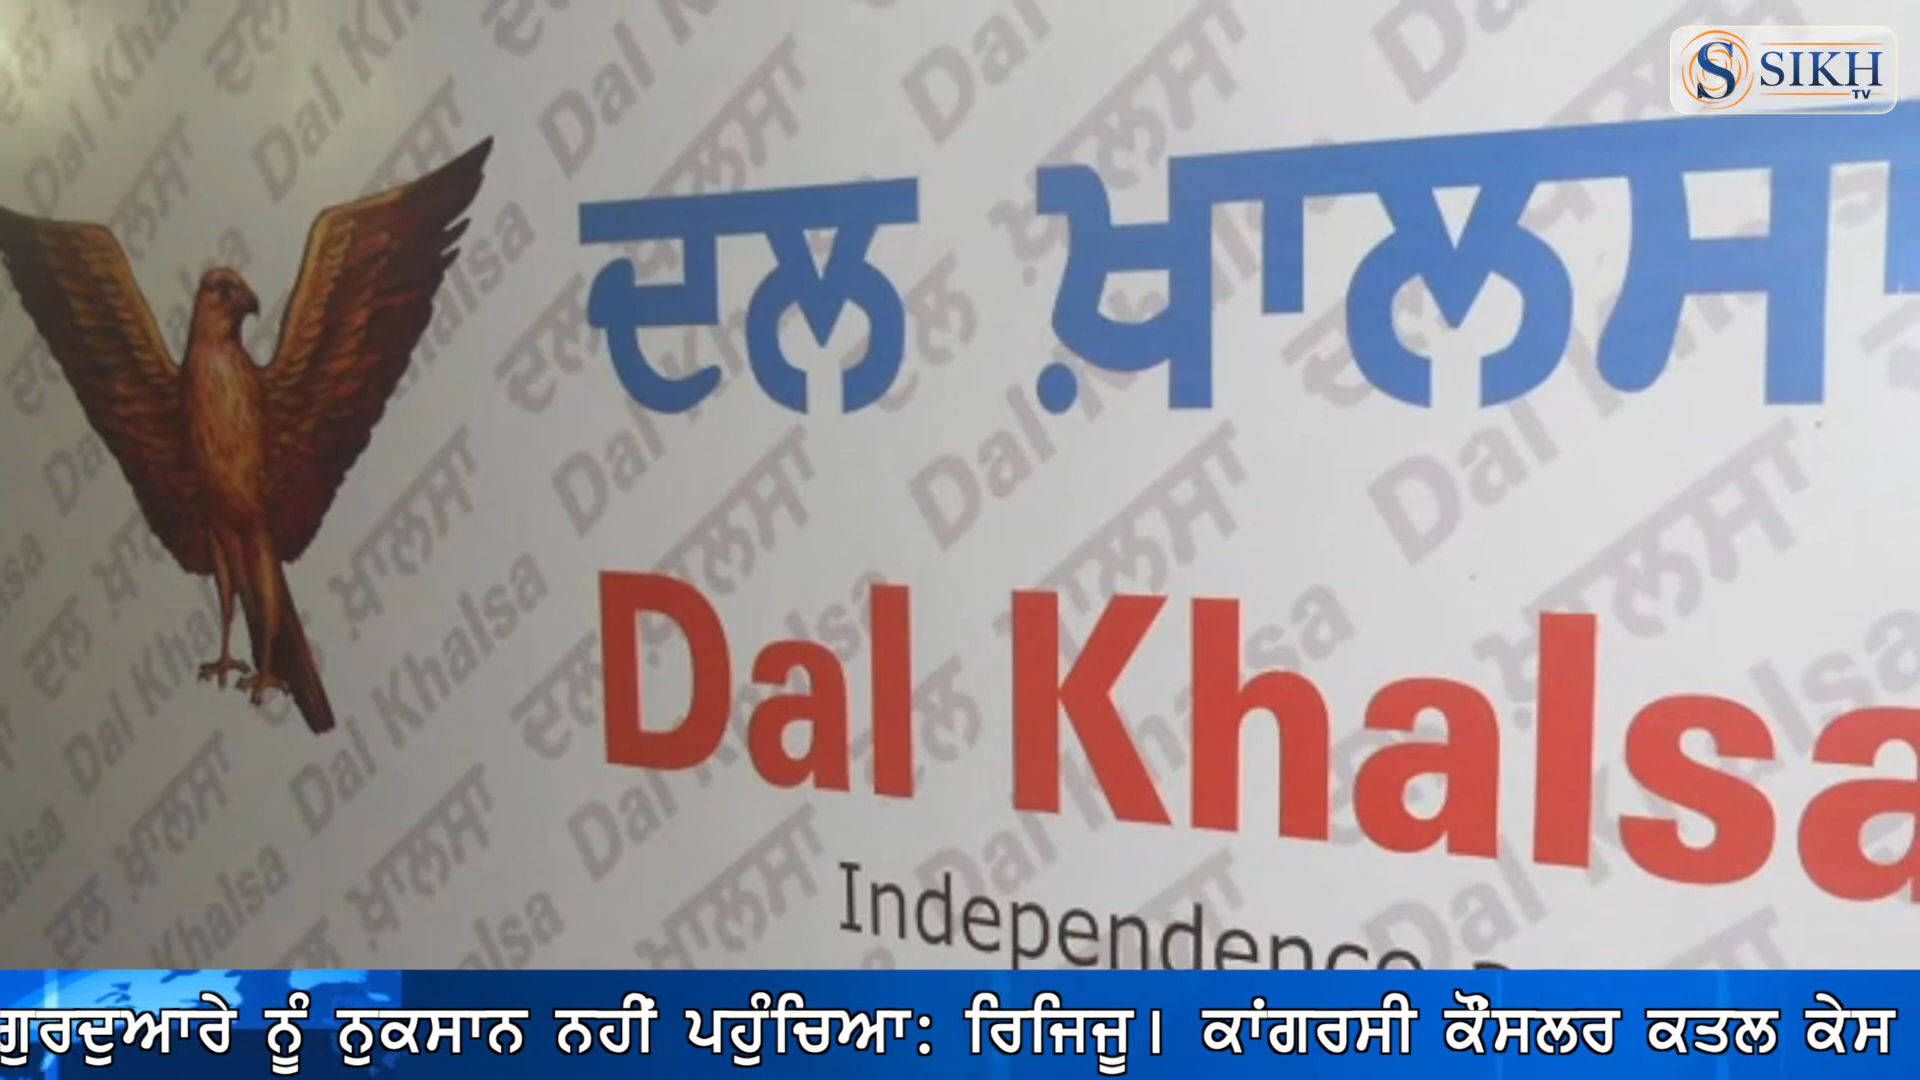 SIKH
TV
ਦਲ ਖ਼ਾਲਸਾ
Dal Khalsa
ਗੁਰਦੁਆਰੇ ਨੂੰ ਨੁਕਸਾਨ ਨਹੀਂ ਪਹੁੰਚਿਆ: ਰਿਜਿਜੂ। ਕਾਂਗਰਸੀ ਕੌਂਸਲਰ ਕਤਲ ਕੇਸ